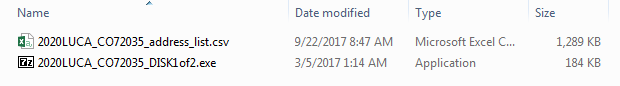 Name Date modified Type Size
2020LUCA_CO72035_address_list.csv 9/22/2017 8:47 AM Microsoft Excel C... 1,289 KB
7z 2020LUCA_CO72035_DISK1of2.exe 3/5/2017 1:14 AM Application 184 KB